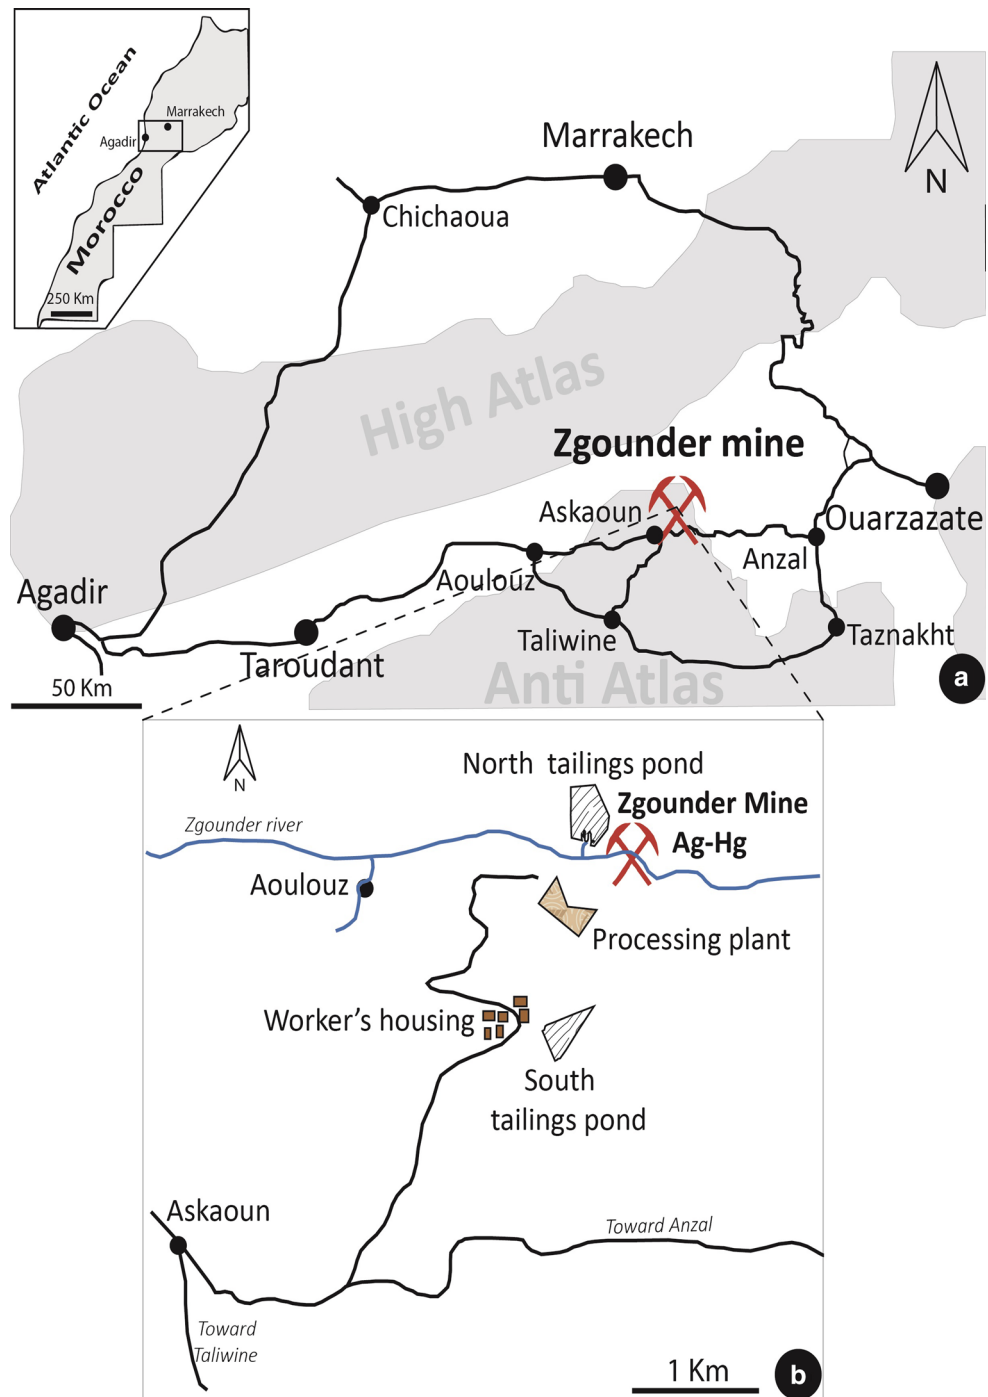 Atlantic Ocean
Marrakech
Agadir
Morocco
250 Km
Marrakech
N
Chichaoua
High Atlas
Zgounder mine
Askaoun
Ouarzazate
Anzal
Aoulouz
Agadir
Taliwine
Taznakht
Taroudant
50 Km
Anti Atlas
a
North tailings pond
N
Zgounder Mine
Ag-Hg
Zgounder river
Aoulouz
Processing plant
Worker's housing
South
tailings pond
Askaoun
Toward Anzal
Toward
Taliwine
1 Km
b